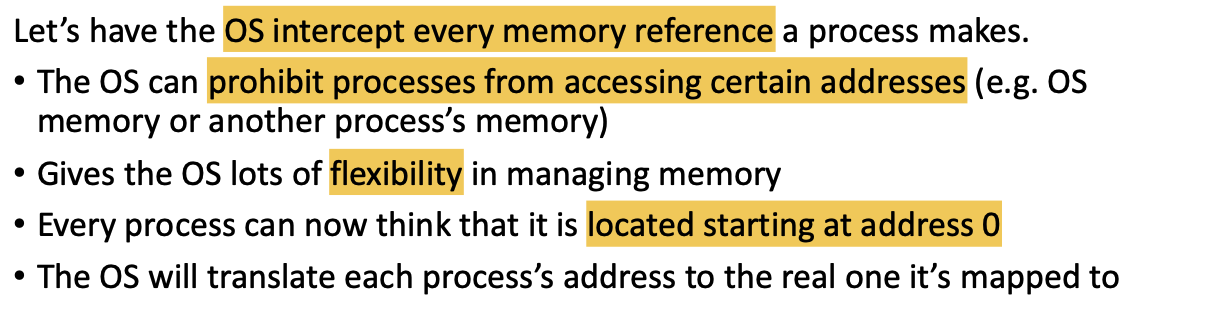 Let’s have the OS intercept every memory reference a process makes.
• The OS can prohibit processes from accessing certain addresses (e.g. OS
memory or another process’s memory)
• Gives the OS lots of flexibility in managing memory
• Every process can now think that it is located starting at address 0
• The OS will translate each process’s address to the real one it’s mapped to